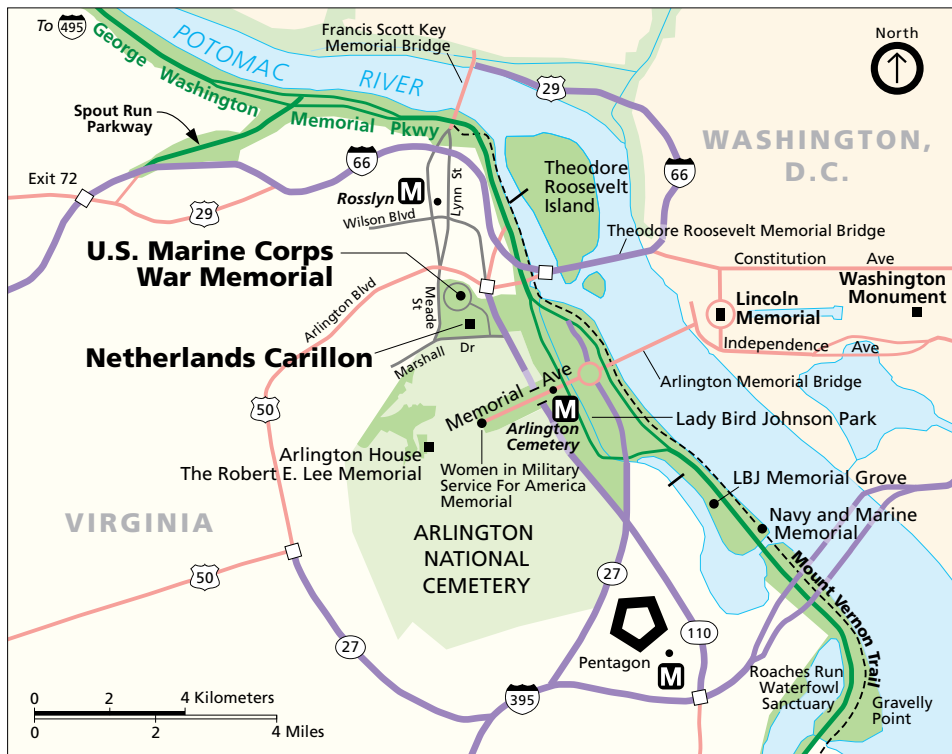 To 495
POTOMAC
RIVER
Francis Scott Key
Memorial Bridge
29
North
George Washington Memorial Pkwy
Spout Run
Parkway
WASHINGTON,
D.C.
66
66
Theodore
Roosevelt
Island
Exit 72
29
Rosslyn M
Lynn St
Wilson Blvd
Theodore Roosevelt Memorial Bridge
U.S. Marine Corps
War Memorial
Constitution Ave
Washington
Monument
Arlington Blvd
Meade
St
Lincoln
Memorial
Netherlands Carillon
Marshall Dr
Independence Ave
Arlington Memorial Bridge
50
Memorial Ave
M
Arlington
Cemetery
Lady Bird Johnson Park
Arlington House
The Robert E. Lee Memorial
Women in Military
Service For America
Memorial
LBJ Memorial Grove
VIRGINIA
Navy and Marine
Memorial
ARLINGTON
NATIONAL
CEMETERY
Mount Vernon Trail
50
27
27
110
Pentagon
M
395
Roaches Run
Waterfowl
Sanctuary
Gravelly
Point
0 2 4 Kilometers
0 2 4 Miles